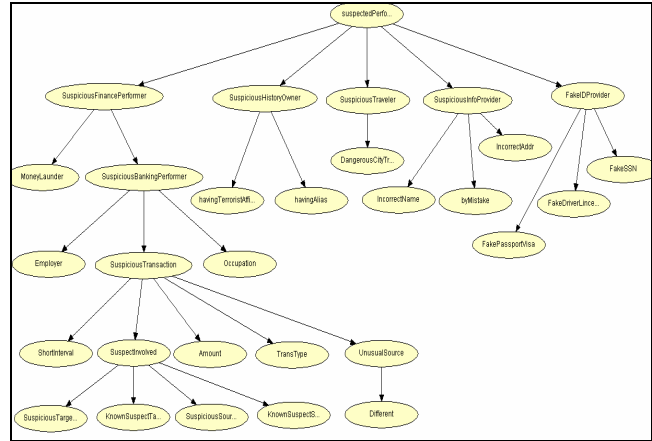 suspectedPerfo...
SuspiciousFinancePerformer
SuspiciousHistoryOwner
SuspiciousTraveler
SuspiciousInfoProvider
FakeIDProvider
MoneyLaunder
SuspiciousBankingPerformer
DangerousCityTr...
IncorrectAddr
FakeSSN
havingTerroristAffi...
havingAlias
IncorrectName
byMistake
FakeDriverLince...
FakePassportVisa
Employer
SuspiciousTransaction
Occupation
ShortInterval
SuspectInvolved
Amount
TransType
UnusualSource
SuspiciousTarge...
KnownSuspectTa...
SuspiciousSour...
KnownSuspectS...
Different